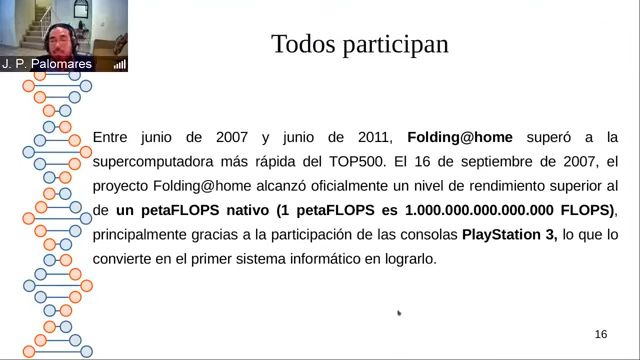 J. P. Palomares
Todos participan
Entre junio de 2007 y junio de 2011, Folding@home superó a la
supercomputadora más rápida del TOP500. El 16 de septiembre de 2007, el
proyecto Folding@home alcanzó oficialmente un nivel de rendimiento superior al
de un petaFLOPS nativo (1 petaFLOPS es 1.000.000.000.000.000 FLOPS),
principalmente gracias a la participación de las consolas PlayStation 3, lo que lo
convierte en el primer sistema informático en lograrlo.
16